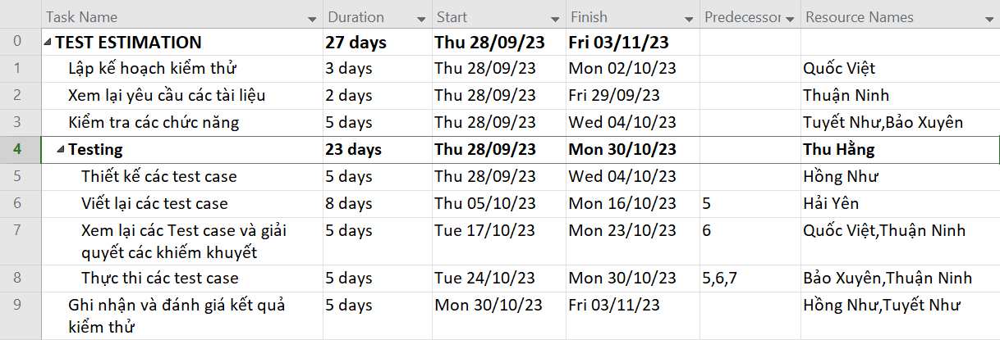 Task Name Duration Start Finish Predecessor Resource Names
0 TEST ESTIMATION 27 days Thu 28/09/23 Fri 03/11/23
1 Lập kế hoạch kiểm thử 3 days Thu 28/09/23 Mon 02/10/23 Quốc Việt
2 Xem lại yêu cầu các tài liệu 2 days Thu 28/09/23 Fri 29/09/23 Thuận Ninh
3 Kiểm tra các chức năng 5 days Thu 28/09/23 Wed 04/10/23 Tuyết Như,Bảo Xuyên
4 Testing 23 days Thu 28/09/23 Mon 30/10/23 Thu Hằng
5 Thiết kế các test case 5 days Thu 28/09/23 Wed 04/10/23 Hồng Như
6 Viết lại các test case 8 days Thu 05/10/23 Mon 16/10/23 5 Hải Yên
7 Xem lại các Test case và giải 5 days Tue 17/10/23 Mon 23/10/23 6 Quốc Việt,Thuận Ninh
quyết các khiếm khuyết
8 Thực thi các test case 5 days Tue 24/10/23 Mon 30/10/23 5,6,7 Bảo Xuyên,Thuận Ninh
9 Ghi nhận và đánh giá kết quả 5 days Mon 30/10/23 Fri 03/11/23 Hồng Như,Tuyết Như
kiểm thử